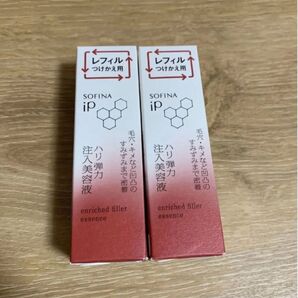 レフィル
つけかえ用
SOFINA
iP
毛穴・キメなど凹凸の
すみずみまで密着
ハリ弾力
注入美容液
enriched filler
essence
レフィル
つけかえ用
SOFINA
iP
毛穴・キメなど凹凸の
すみずみまで密着
ハリ弾力
注入美容液
enriched filler
essence